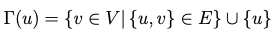 Γ(u) = {v ∈ V| {u, v} ∈ E} ∪ {u}